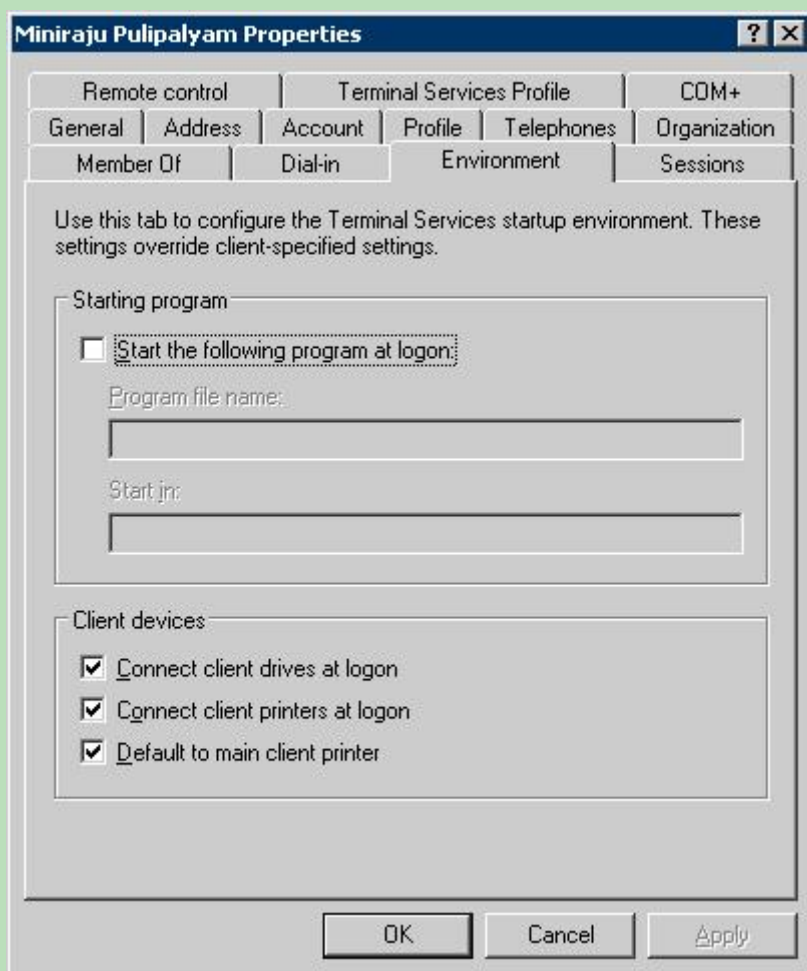 Miniraju Pulipalyam Properties
Remote control Terminal Services Profile COM+
General Address Account Profile Telephones Organization
Member Of Dial-in Environment Sessions
Use this tab to configure the Terminal Services startup environment. These
settings override client-specified settings.
Starting program
Start the following program at logon:
Program file name:
Start in:
Client devices
Connect client drives at logon
Connect client printers at logon
Default to main client printer
OK Cancel Apply